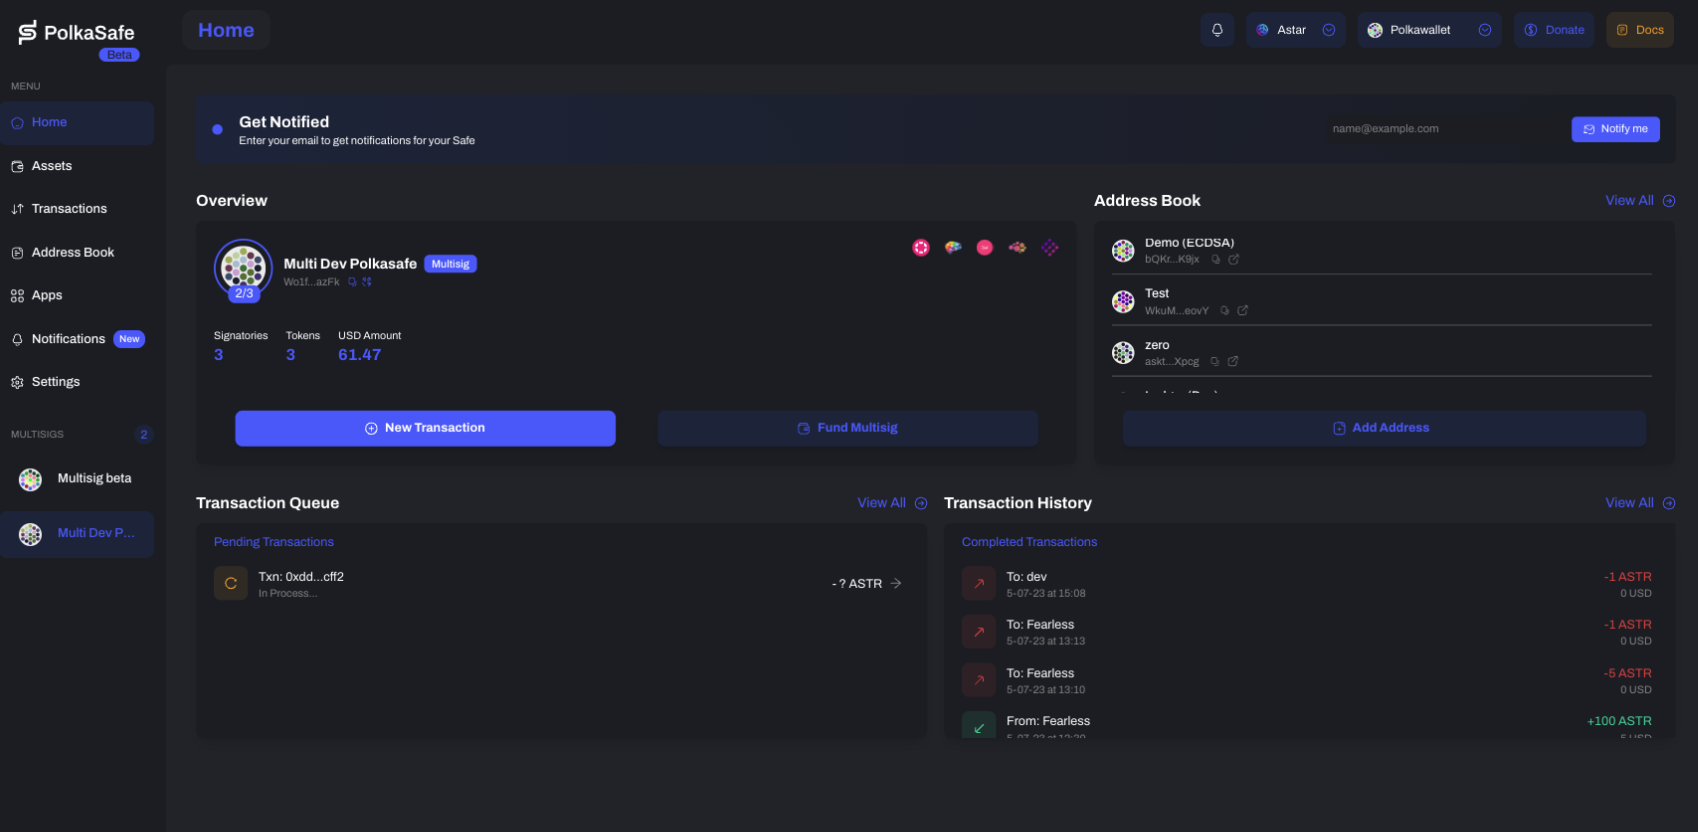 PolkaSafe
Beta
MENU
Home
Assets
Transactions
Address Book
Apps
Notifications New
Settings
MULTISIGS 2
Multisig beta
Multi Dev P...
Home
Astar
Polkawallet
Donate
Docs
Get Notified
Enter your email to get notifications for your Safe
name@example.com
Notify me
Overview
Multi Dev Polkasafe Multisig
Wo1f...azFk
2/3
Signatories Tokens USD Amount
3 3 61.47
New Transaction
Fund Multisig
Address Book
View All
Demo (ECDSA)
bQKr...K9jx
Test
WkuM...eovY
zero
askt...Xpcg
Add Address
Transaction Queue
View All
Pending Transactions
Txn: 0xdd...cff2
In Process...
- ? ASTR
Transaction History
View All
Completed Transactions
To: dev
5-07-23 at 15:08
-1 ASTR
0 USD
To: Fearless
5-07-23 at 13:13
-1 ASTR
0 USD
To: Fearless
5-07-23 at 13:10
-5 ASTR
0 USD
From: Fearless
+100 ASTR